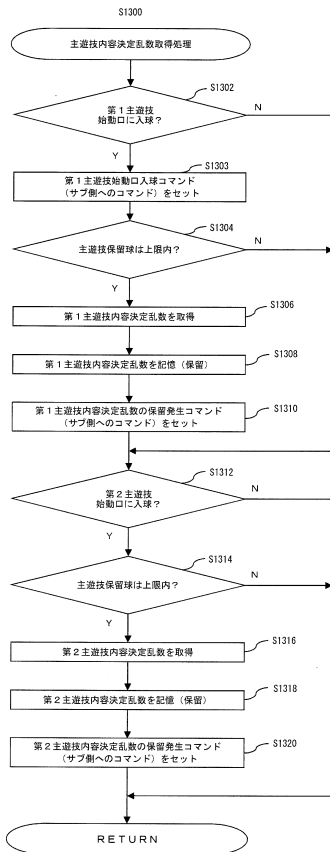 S1300
主遊技内容決定乱数取得処理
S1302
第1主遊技
始動口に入球?
N
Y
S1303
第1主遊技始動口入球コマンド
(サブ側へのコマンド)をセット
S1304
主遊技保留球は上限内?
N
Y
S1306
第1主遊技内容決定乱数を取得
S1308
第1主遊技内容決定乱数を記憶(保留)
S1310
第1主遊技内容決定乱数の保留発生コマンド
(サブ側へのコマンド)をセット
S1312
第2主遊技
始動口に入球?
N
Y
S1314
主遊技保留球は上限内?
N
Y
S1316
第2主遊技内容決定乱数を取得
S1318
第2主遊技内容決定乱数を記憶(保留)
S1320
第2主遊技内容決定乱数の保留発生コマンド
(サブ側へのコマンド)をセット
RETURN